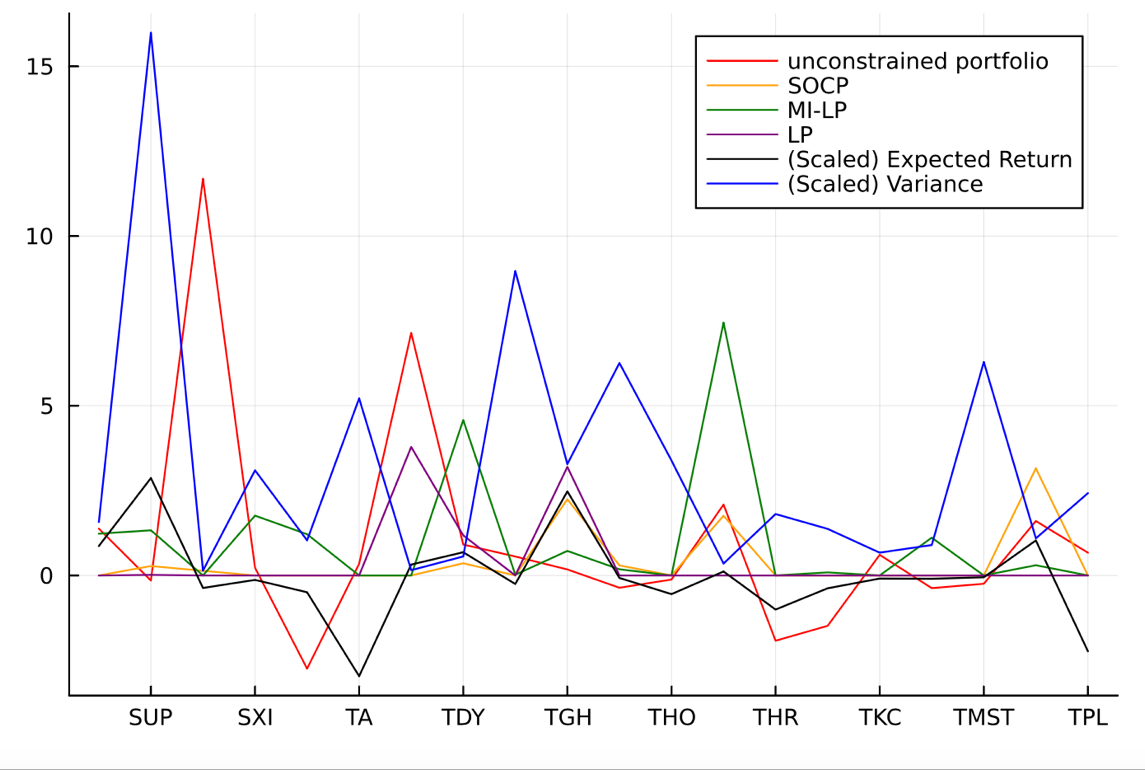 15
10
5
0
unconstrained portfolio
SOCP
MI-LP
LP
(Scaled) Expected Return
(Scaled) Variance
SUP SXI TA TDY TGH THO THR TKC TMST TPL